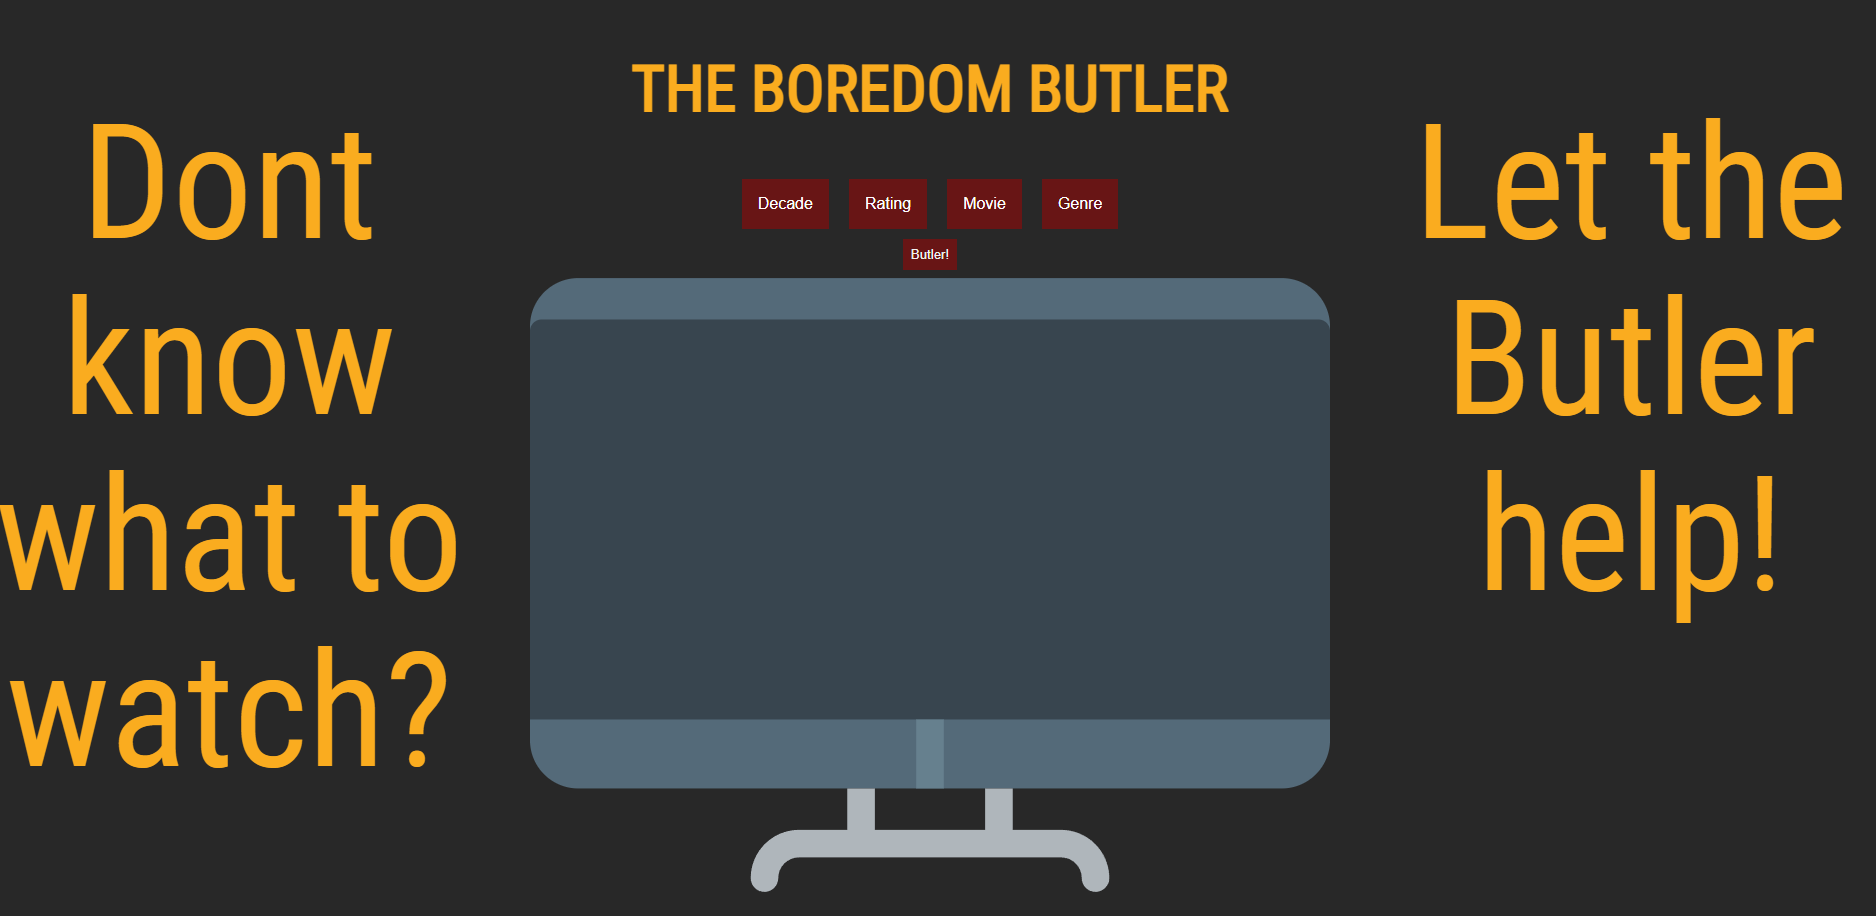 THE BOREDOM BUTLER
Dont
know
what to
watch?
Decade
Rating
Movie
Genre
Butler!
Let the
Butler
help!